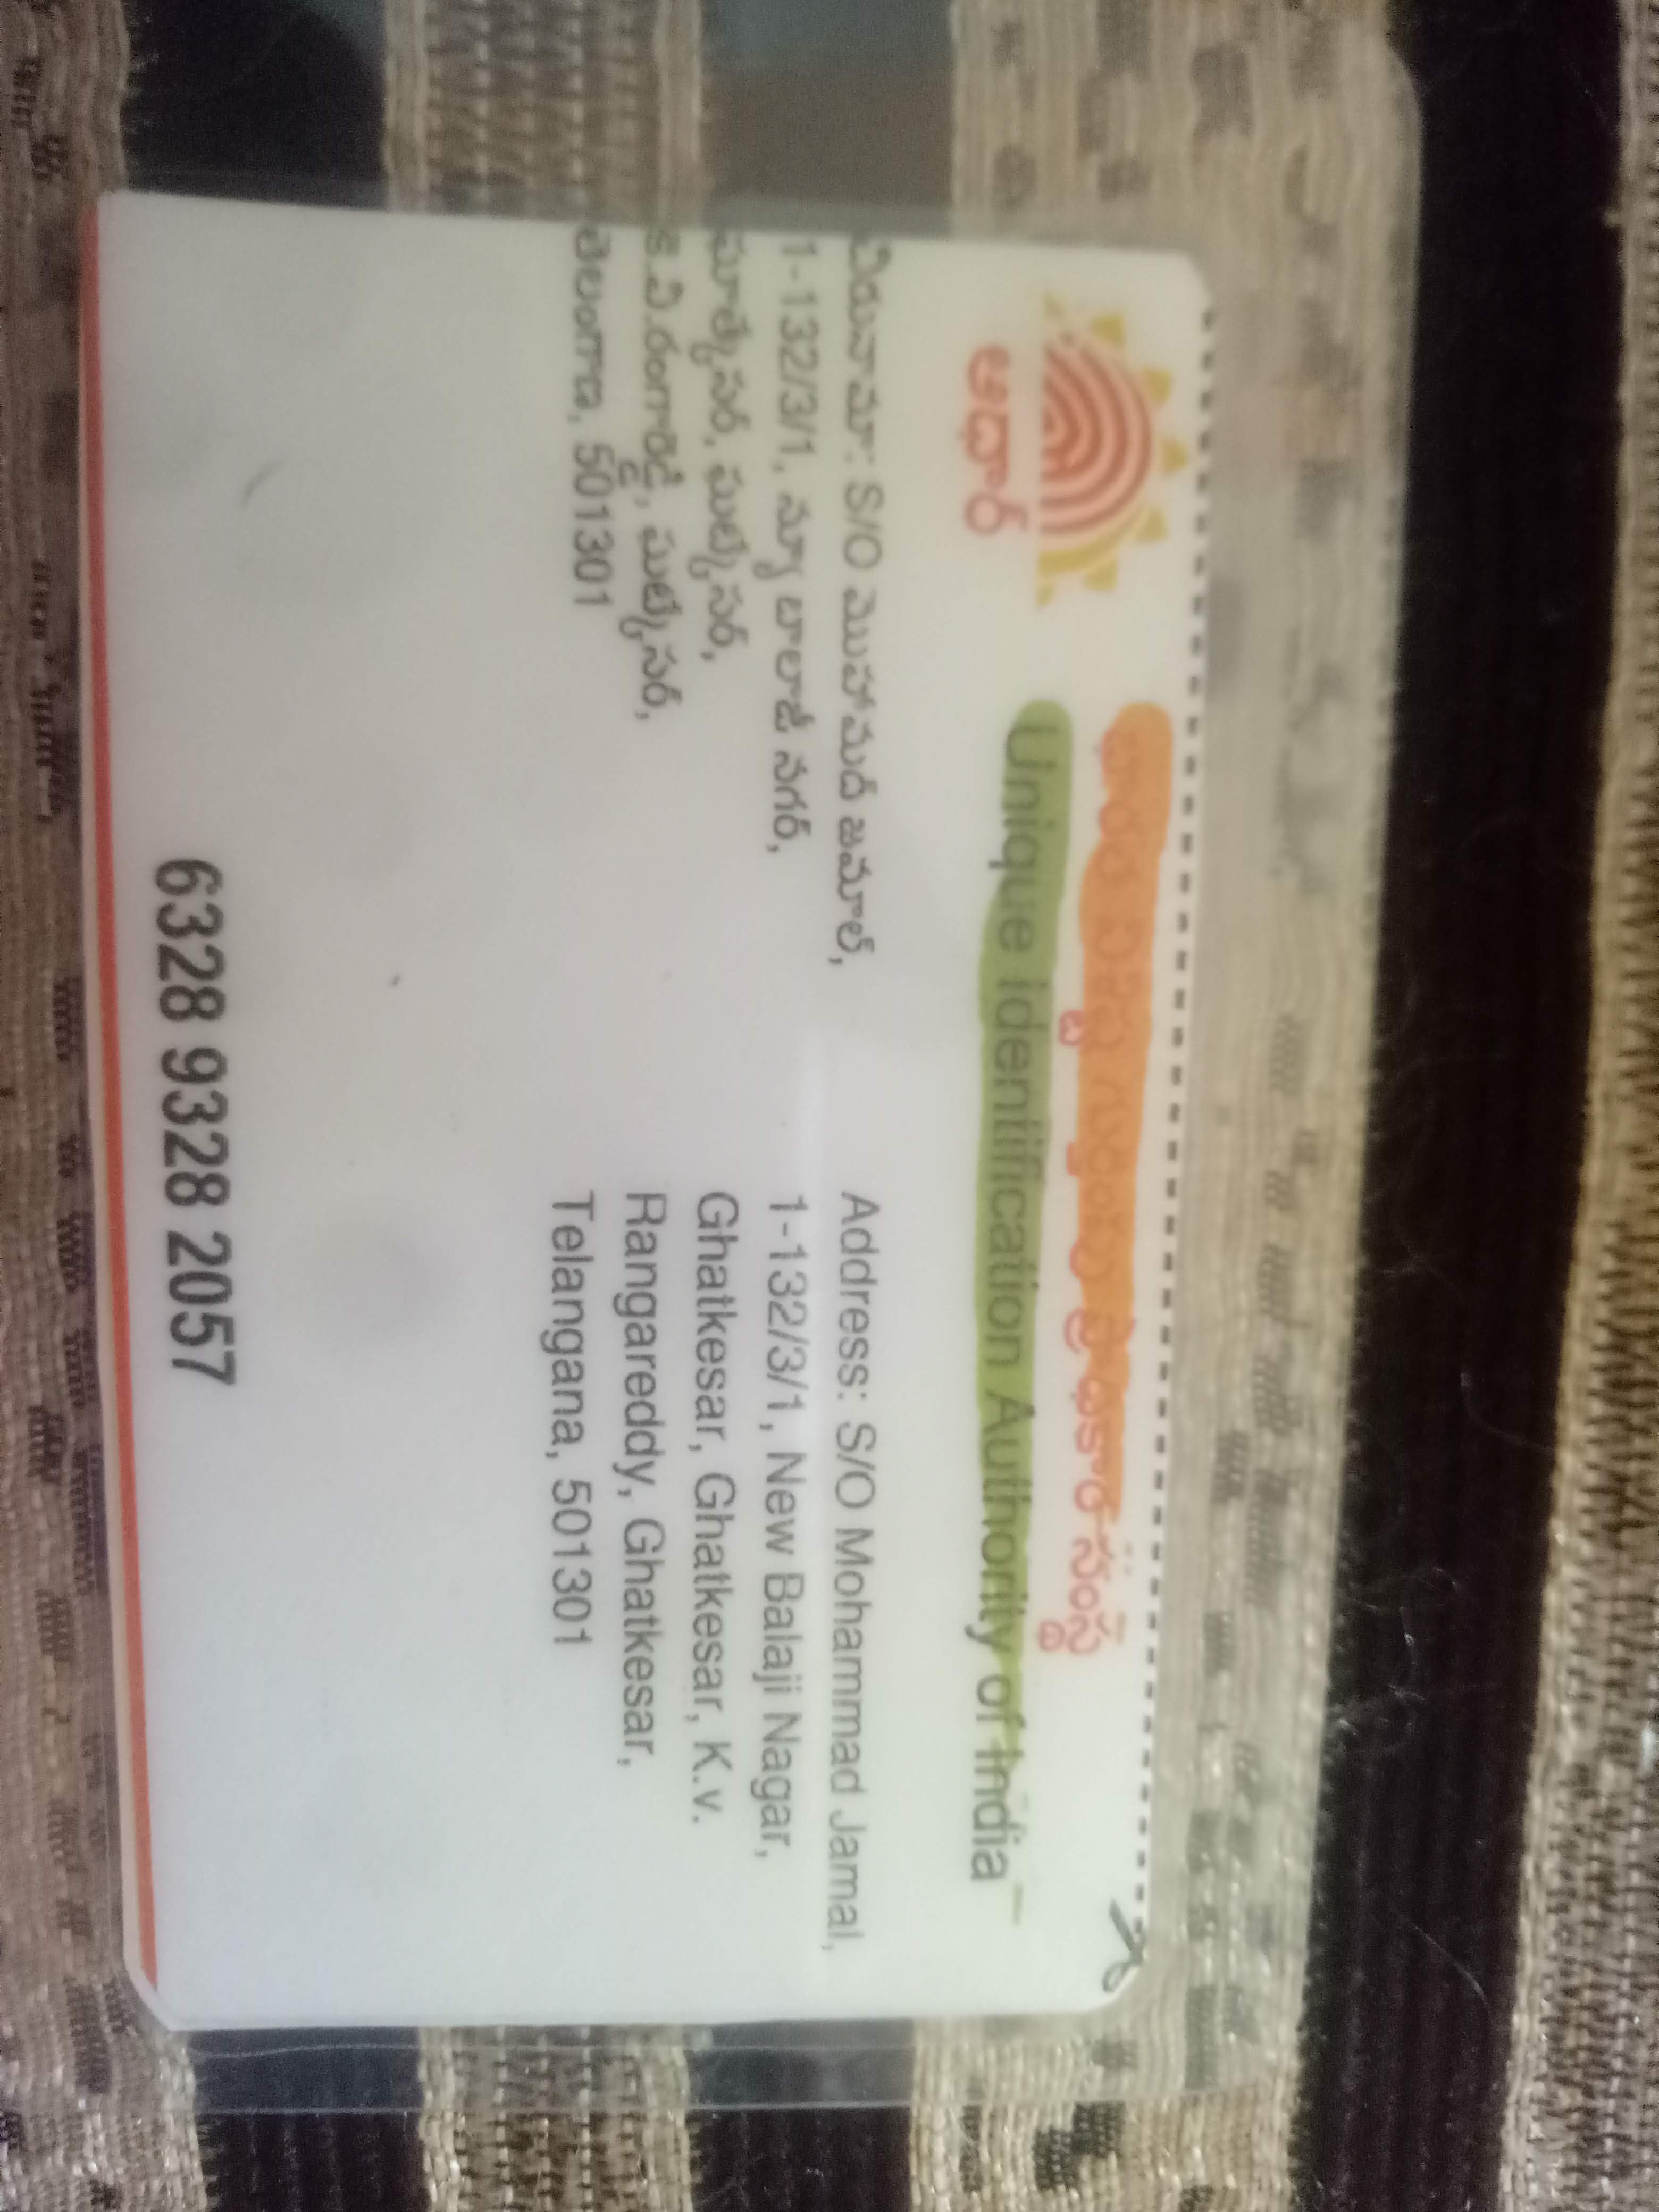 భారత విశిష్ట గుర్తింపు ప్రాధికార సంస్థ
Unique Identification Authority of India
ఆధార్
చిరునామా: S/O ముహమ్మద్ జమాల్,
1-132/3/1, న్యూ బాలాజీ నగర్,
ఘాట్కేసర్, ఘట్కేసర్,
కె.వి.రంగారెడ్డి, ఘట్కేసర్,
తెలంగాణ, 501301
Address: S/O Mohammad Jamal,
1-132/3/1, New Balaji Nagar,
Ghatkesar, Ghatkesar, K.v.
Rangareddy, Ghatkesar,
Telangana, 501301
6328 9328 2057